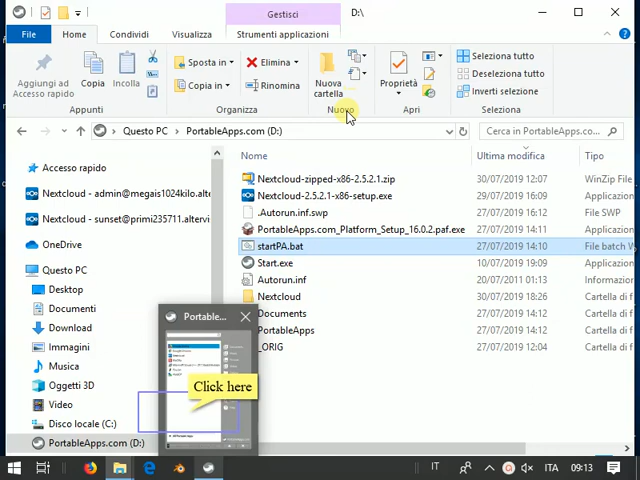 Gestisci
D:\
File
Home
Condividi
Visualizza
Strumenti applicazioni
Aggiungi ad
Accesso rapido
Copia
Incolla
Sposta in
Copia in
Elimina
Rinomina
Nuova
cartella
Proprietà
Seleziona tutto
Deseleziona tutto
Inverti selezione
Appunti
Organizza
Nuovo
Apri
Selezione
Questo PC
PortableApps.com (D:)
Cerca in PortableApps.co...
Accesso rapido
Nextcloud - admin@megais1024kilo.alte
Nextcloud - sunset@primi235711.altervi
OneDrive
Questo PC
Desktop
Documenti
Download
Immagini
Musica
Oggetti 3D
Video
Disco locale (C:)
PortableApps.com (D:)
Nome
Ultima modifica
Tipo
Nextcloud-zipped-x86-2.5.2.1.zip 30/07/2019 12:07 WinZip File
Nextcloud-2.5.2.1-x86-setup.exe 29/07/2019 16:09 Applicazion
.Autorun.inf.swp 27/07/2019 16:12 File SWP
PortableApps.com_Platform_Setup_16.0.2.paf.exe 27/07/2019 14:12 Applicazion
startPA.bat 27/07/2019 14:10 File batch W
Start.exe 10/07/2019 19:09 Applicazion
Autorun.inf 20/07/2011 01:13 Informazio
Nextcloud 30/07/2019 18:26 Cartella di f
Documents 27/07/2019 14:12 Cartella di f
PortableApps 27/07/2019 14:12 Cartella di f
_ORIG 27/07/2019 12:04 Cartella di f
Portable...
Click here
IT
ITA
09:13